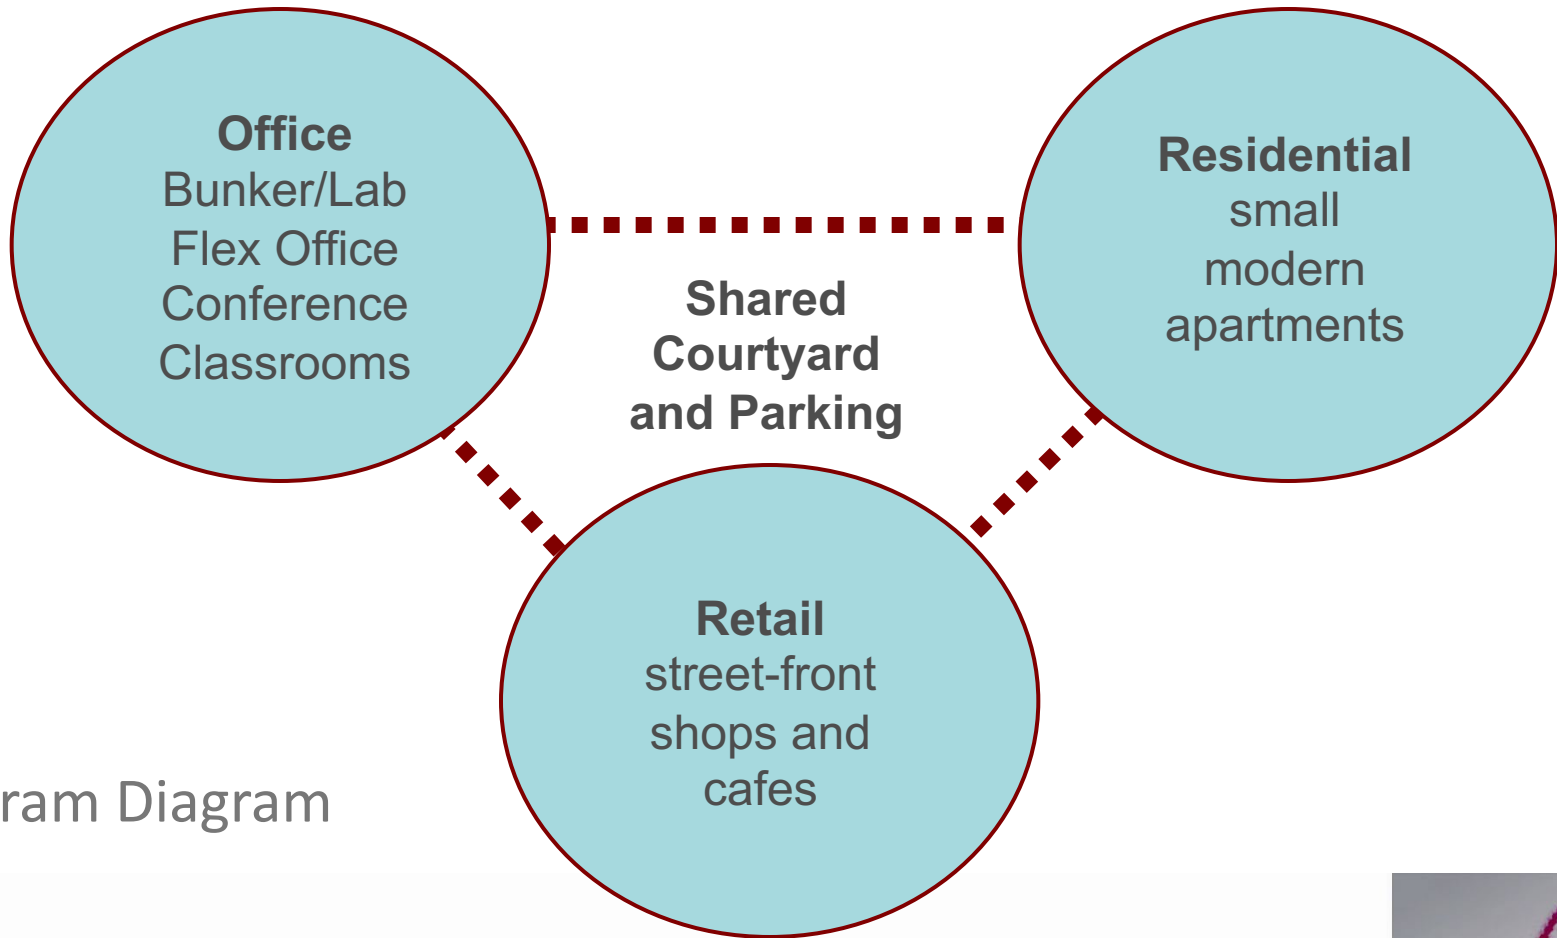 Office
Bunker/Lab
Flex Office
Conference
Classrooms
Residential
small
modern
apartments
Shared
Courtyard
and Parking
Retail
street-front
shops and
cafes
ram Diagram